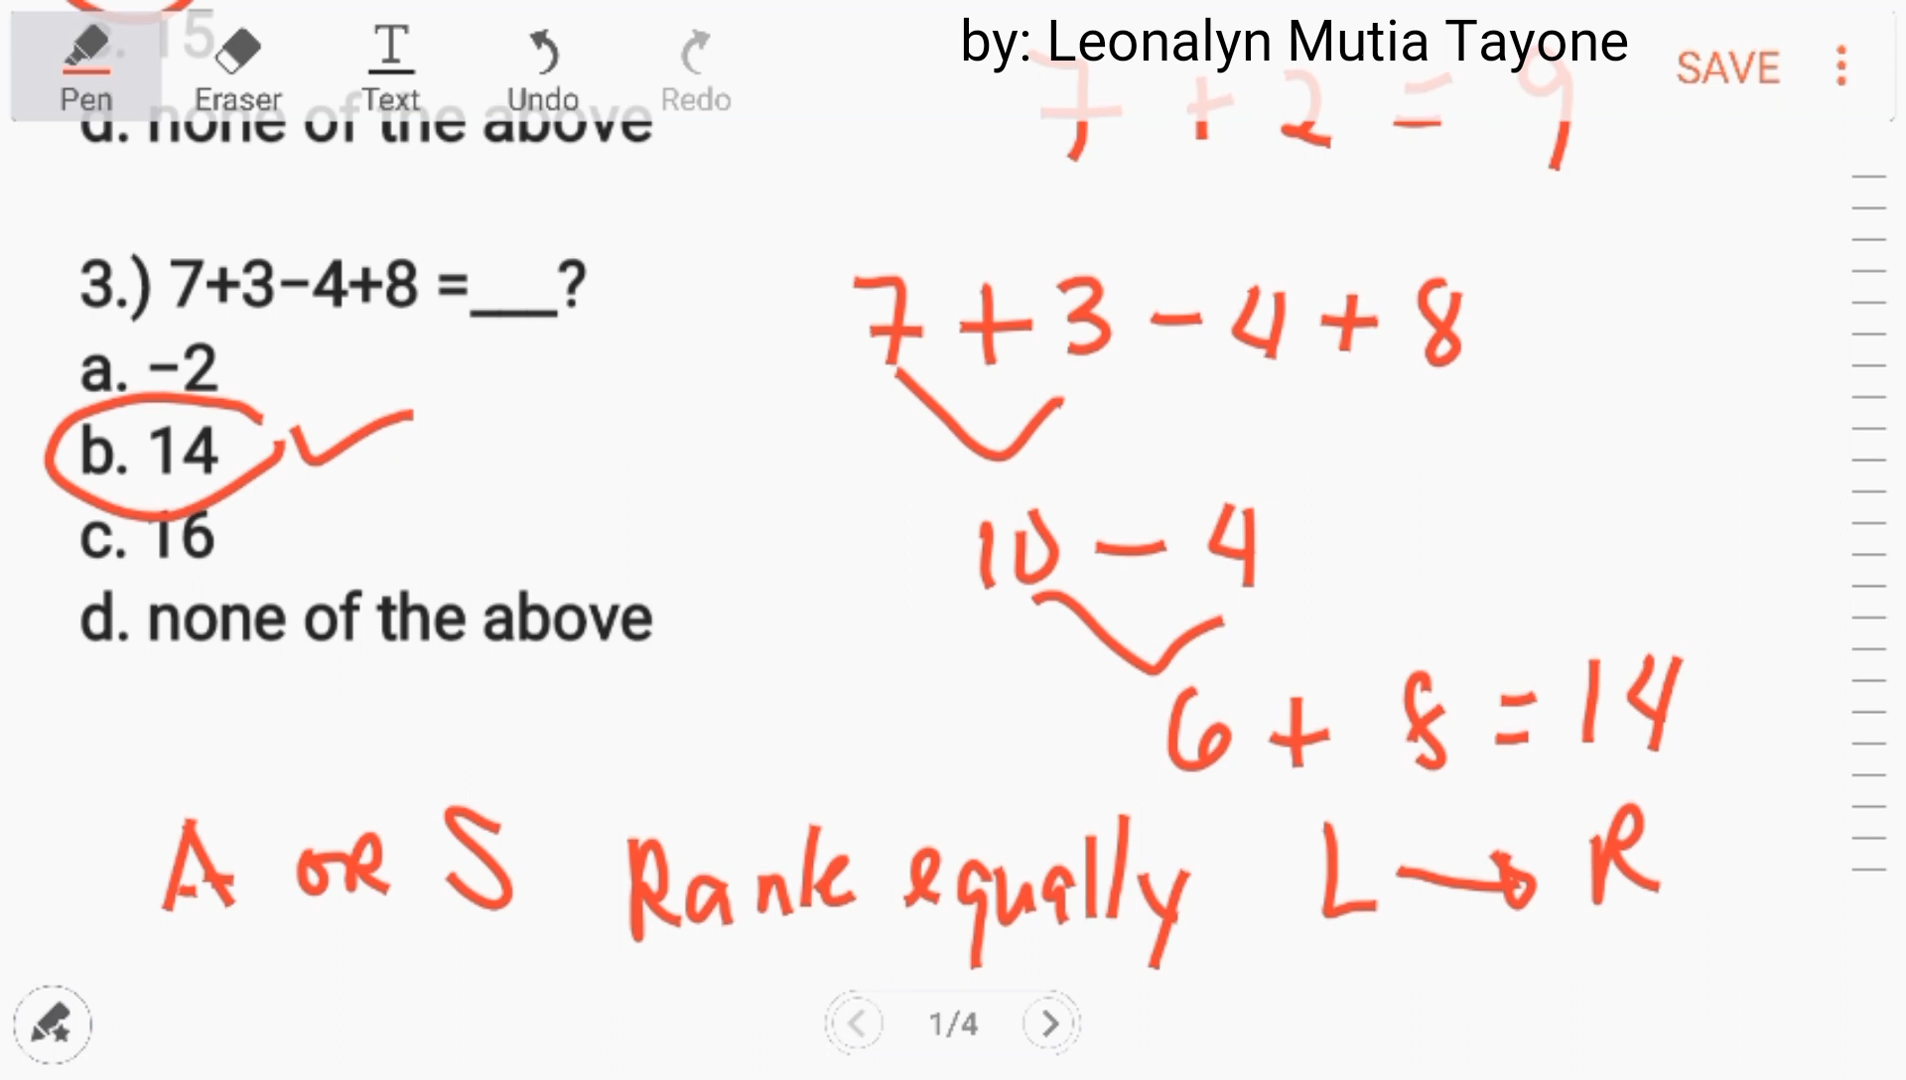 by: Leonalyn Mutia Tayone
15
Pen
Eraser
Text
Undo
Redo
SAVE
d. none of the above
7 + 2 = 9
3.) 7+3−4+8 =___?
a. −2
b. 14
c. 16
d. none of the above
7 + 3 - 4 + 8
10 - 4
6 + 8 = 14
A OR S Rank equally L → R
1/4